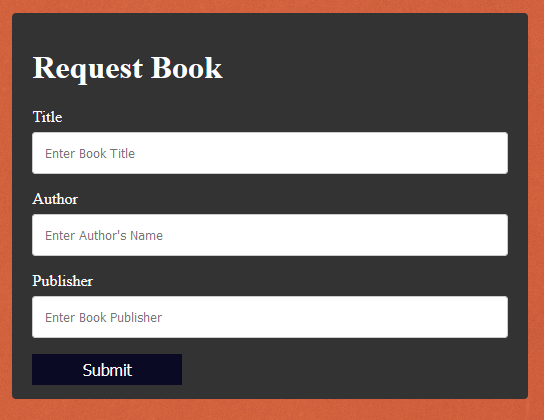 Request Book
Title
Enter Book Title
Author
Enter Author's Name
Publisher
Enter Book Publisher
Submit